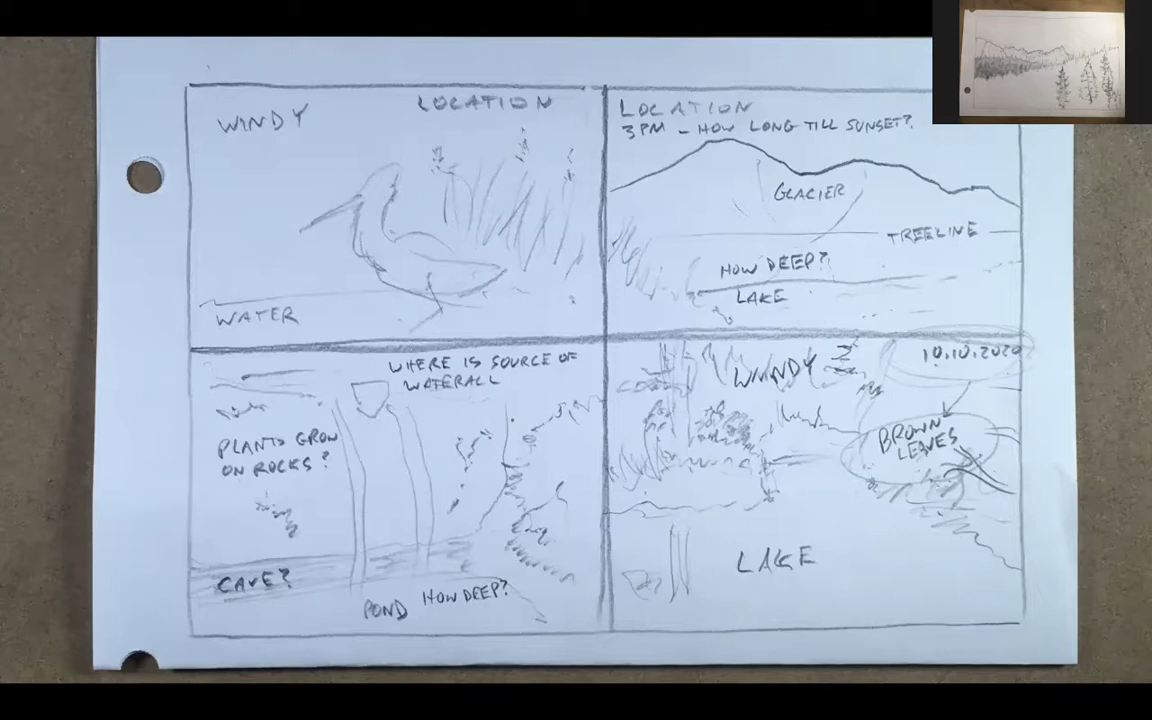 WINDY
LOCATION
WATER
LOCATION
3PM - HOW LONG TILL SUNSET?
GLACIER
TREELINE
HOW DEEP?
LAKE
WHERE IS SOURCE OF
WATERALL
PLANTS GROW
ON ROCKS?
CAVE?
POND HOW DEEP?
WINDY
10.10.2020
BROWN
LEAVES
LAKE